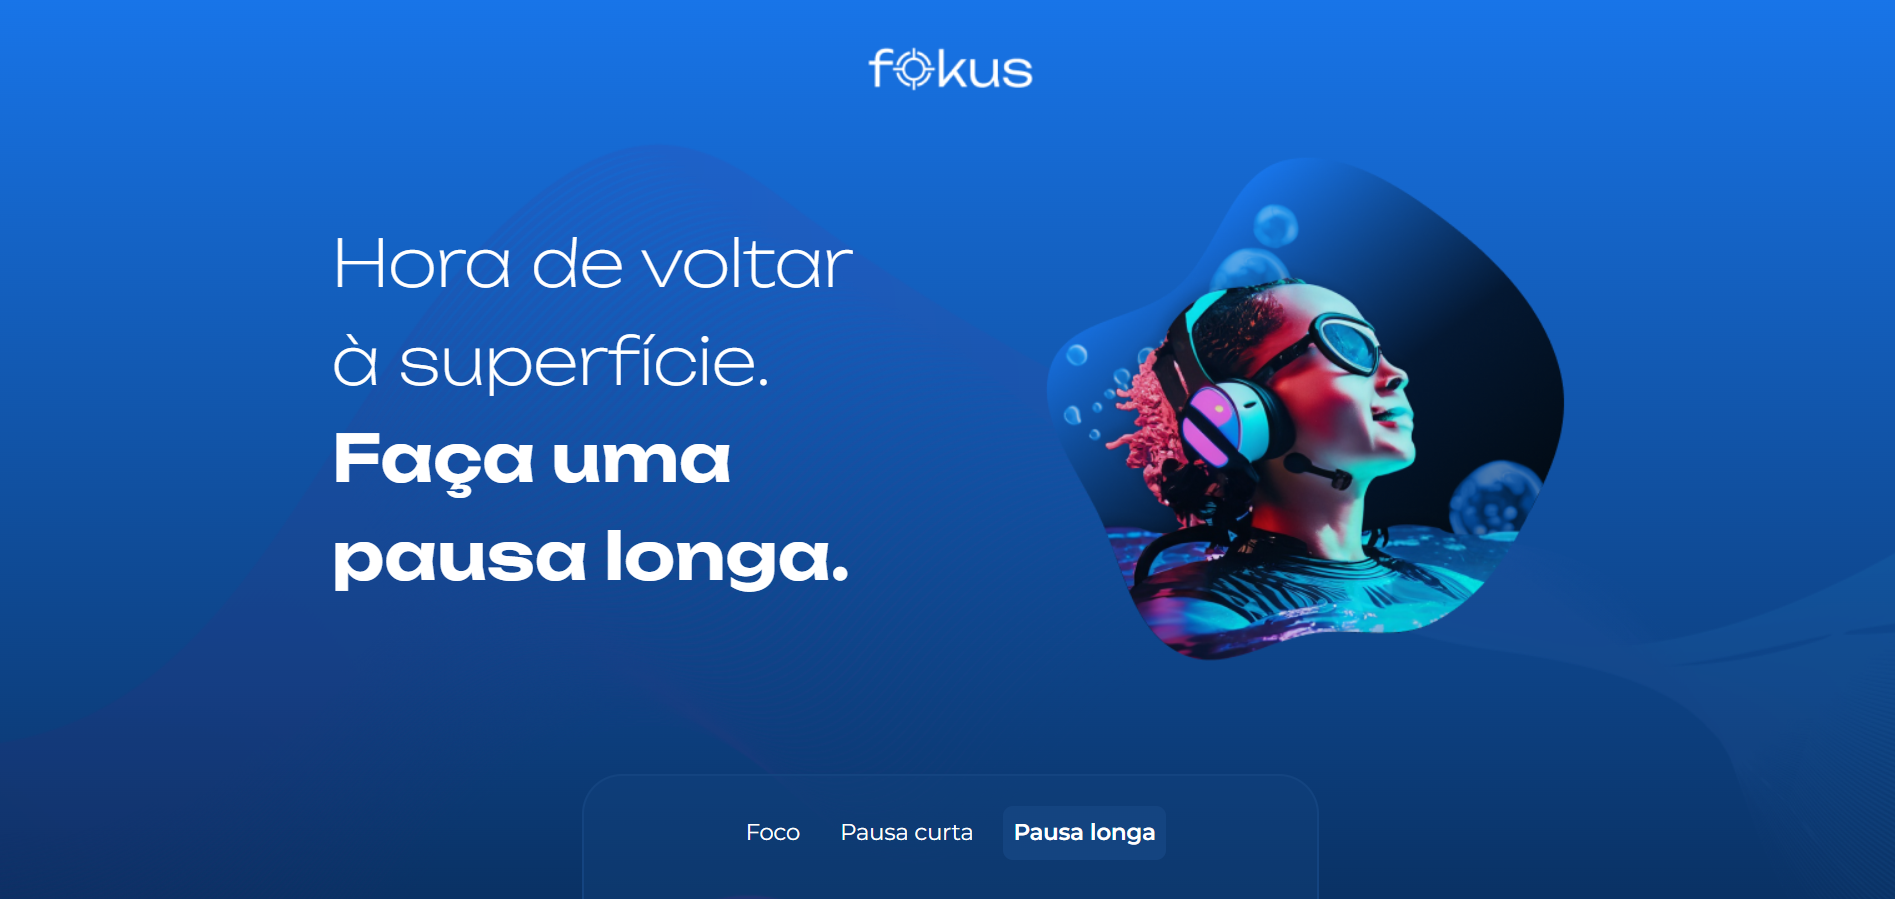 fokus
Hora de voltar
à superfície.
Faça uma
pausa longa.
Foco
Pausa curta
Pausa longa